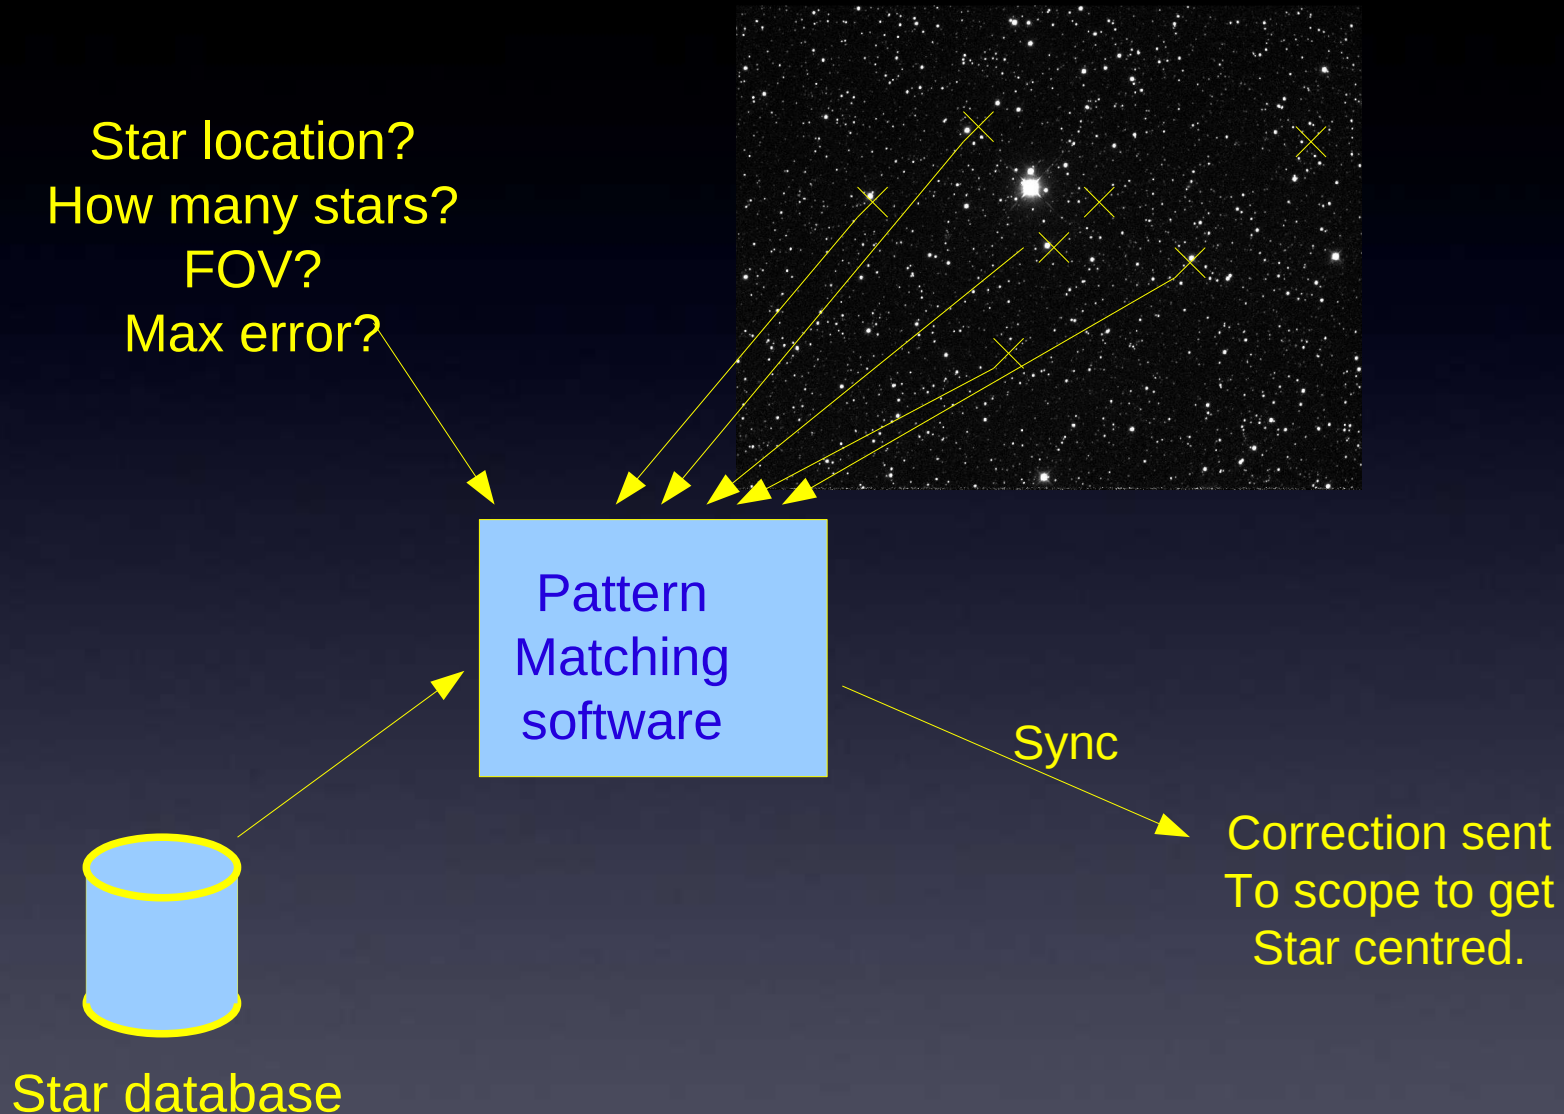 Star location?
How many stars?
FOV?
Max error?
Pattern
Matching
software
Sync
Correction sent
To scope to get
Star centred.
Star database